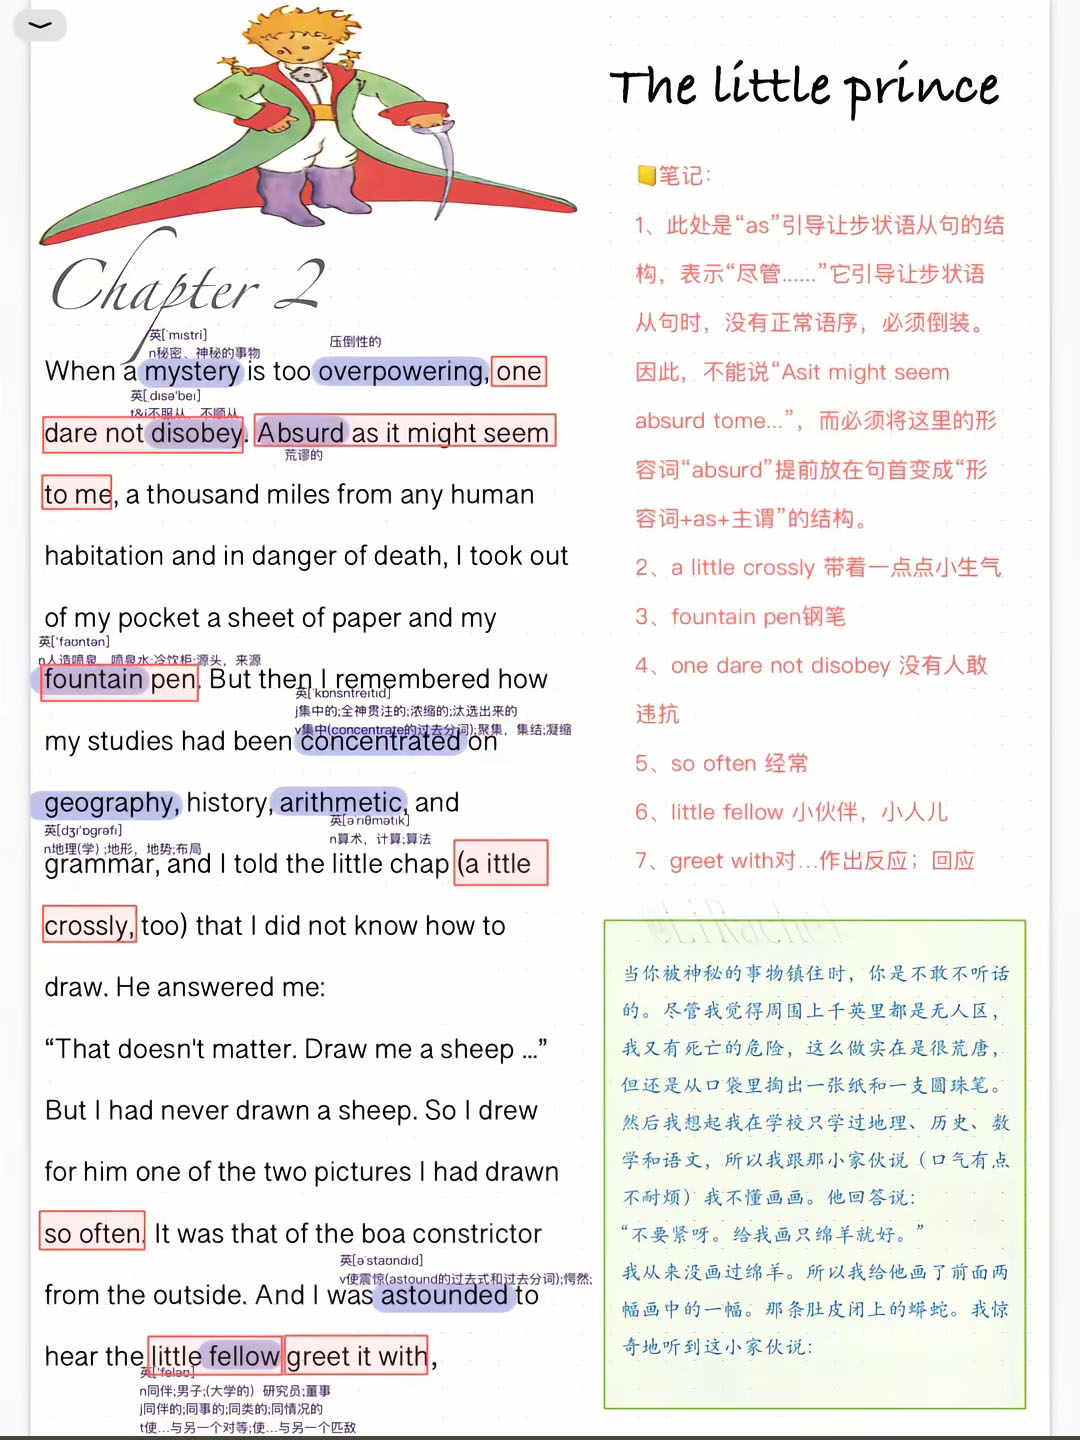 The little prince
Chapter 2
英['mɪstri]
n秘密、神秘的事物
压倒性的
When a mystery is too overpowering, one
英[ˌdɪsə'beɪ]
t&i不服从，不顺从
dare not disobey. Absurd as it might seem
荒谬的
to me, a thousand miles from any human
habitation and in danger of death, I took out
of my pocket a sheet of paper and my
英['faʊntən]
n人造喷泉，喷泉水;冷饮柜;源头，来源
fountain pen. But then I remembered how
英['kɒnsntreɪtɪd]
j集中的;全神贯注的;浓缩的;汰选出来的
v集中(concentrate的过去分词);聚集，集结;凝缩
my studies had been concentrated on
geography, history, arithmetic, and
英[dʒɪ'ɒɡrəfɪ]
n地理(学) ;地形，地势;布局
英[ə'rɪθmətɪk]
n算术，计算;算法
grammar, and I told the little chap (a ittle
crossly, too) that I did not know how to
draw. He answered me:
“That doesn't matter. Draw me a sheep ...”
But I had never drawn a sheep. So I drew
for him one of the two pictures I had drawn
so often. It was that of the boa constrictor
英[ə'staʊndɪd]
v使震惊(astound的过去式和过去分词);愕然;
from the outside. And I was astounded to
hear the little fellow greet it with,
英['feləʊ]
n同伴;男子;(大学的）研究员;董事
j同伴的;同事的;同类的;同情况的
t使...与另一个对等;使...与另一个匹敌
笔记：
1、此处是“as”引导让步状语从句的结
构，表示“尽管......”它引导让步状语
从句时，没有正常语序，必须倒装。
因此，不能说“Asit might seem
absurd tome...”，而必须将这里的形
容词“absurd”提前放在句首变成“形
容词+as+主谓”的结构。
2、a little crossly 带着一点点小生气
3、fountain pen钢笔
4、one dare not disobey 没有人敢
违抗
5、so often 经常
6、little fellow 小伙伴，小人儿
7、greet with对...作出反应；回应
当你被神秘的事物镇住时，你是不敢不听话
的。尽管我觉得周围上千英里都是无人区，
我又有死亡的危险，这么做实在是很荒唐，
但还是从口袋里掏出一张纸和一支圆珠笔。
然后我想起我在学校只学过地理、历史、数
学和语文，所以我跟那小家伙说（口气有点
不耐烦）我不懂画画。他回答说：
“不要紧呀。给我画只绵羊就好。”
我从来没画过绵羊。所以我给他画了前面两
幅画中的一幅。那条肚皮闭上的蟒蛇。我惊
奇地听到这小家伙说：